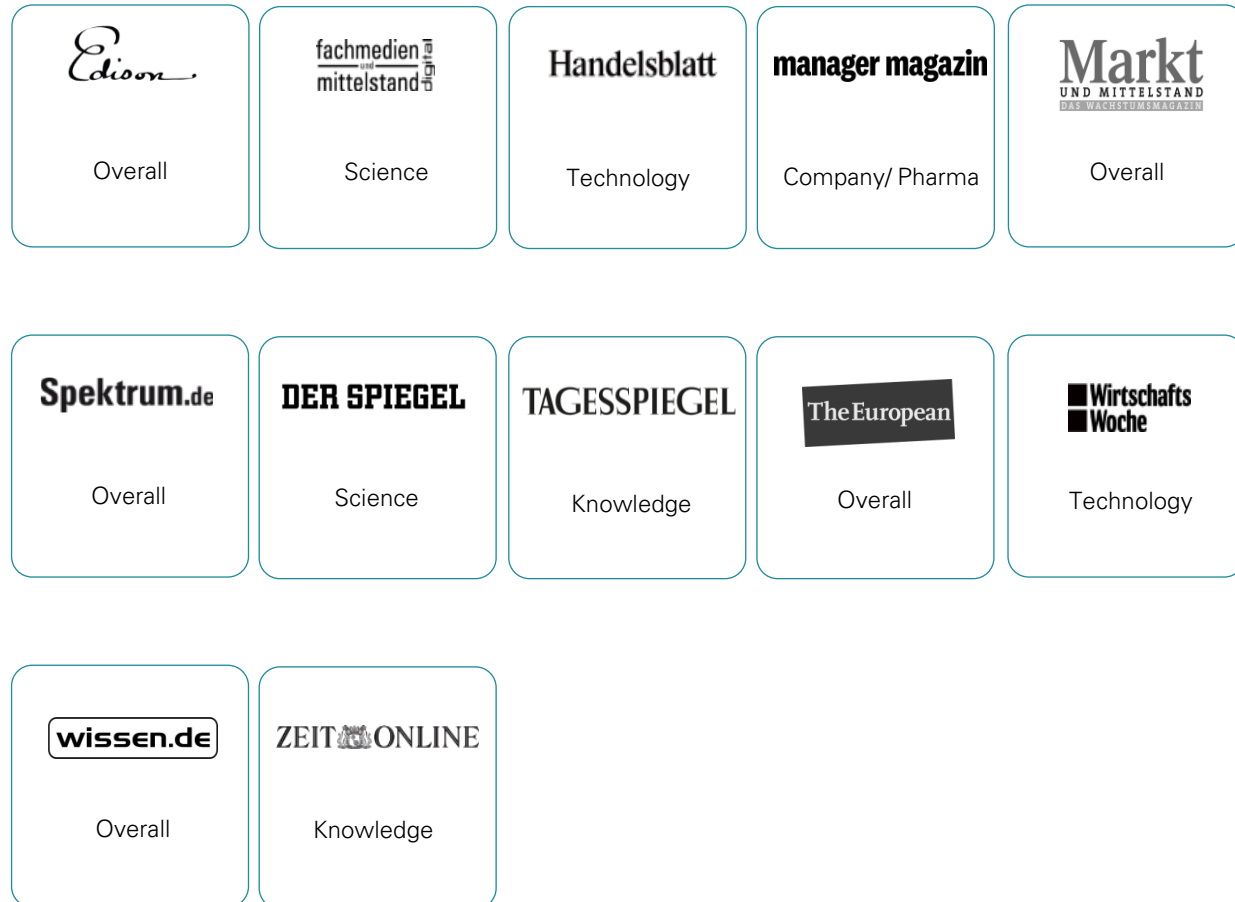 Edison.
fachmedien
und
mittelstand
digital
Handelsblatt
manager magazin
Markt
UND MITTELSTAND
DAS WACHSTUMSMAGAZIN
Overall
Science
Technology
Company/ Pharma
Overall
Spektrum.de
DER SPIEGEL
TAGESSPIEGEL
The European
Wirtschafts
Woche
Overall
Science
Knowledge
Overall
Technology
wissen.de
ZEIT ONLINE
Overall
Knowledge